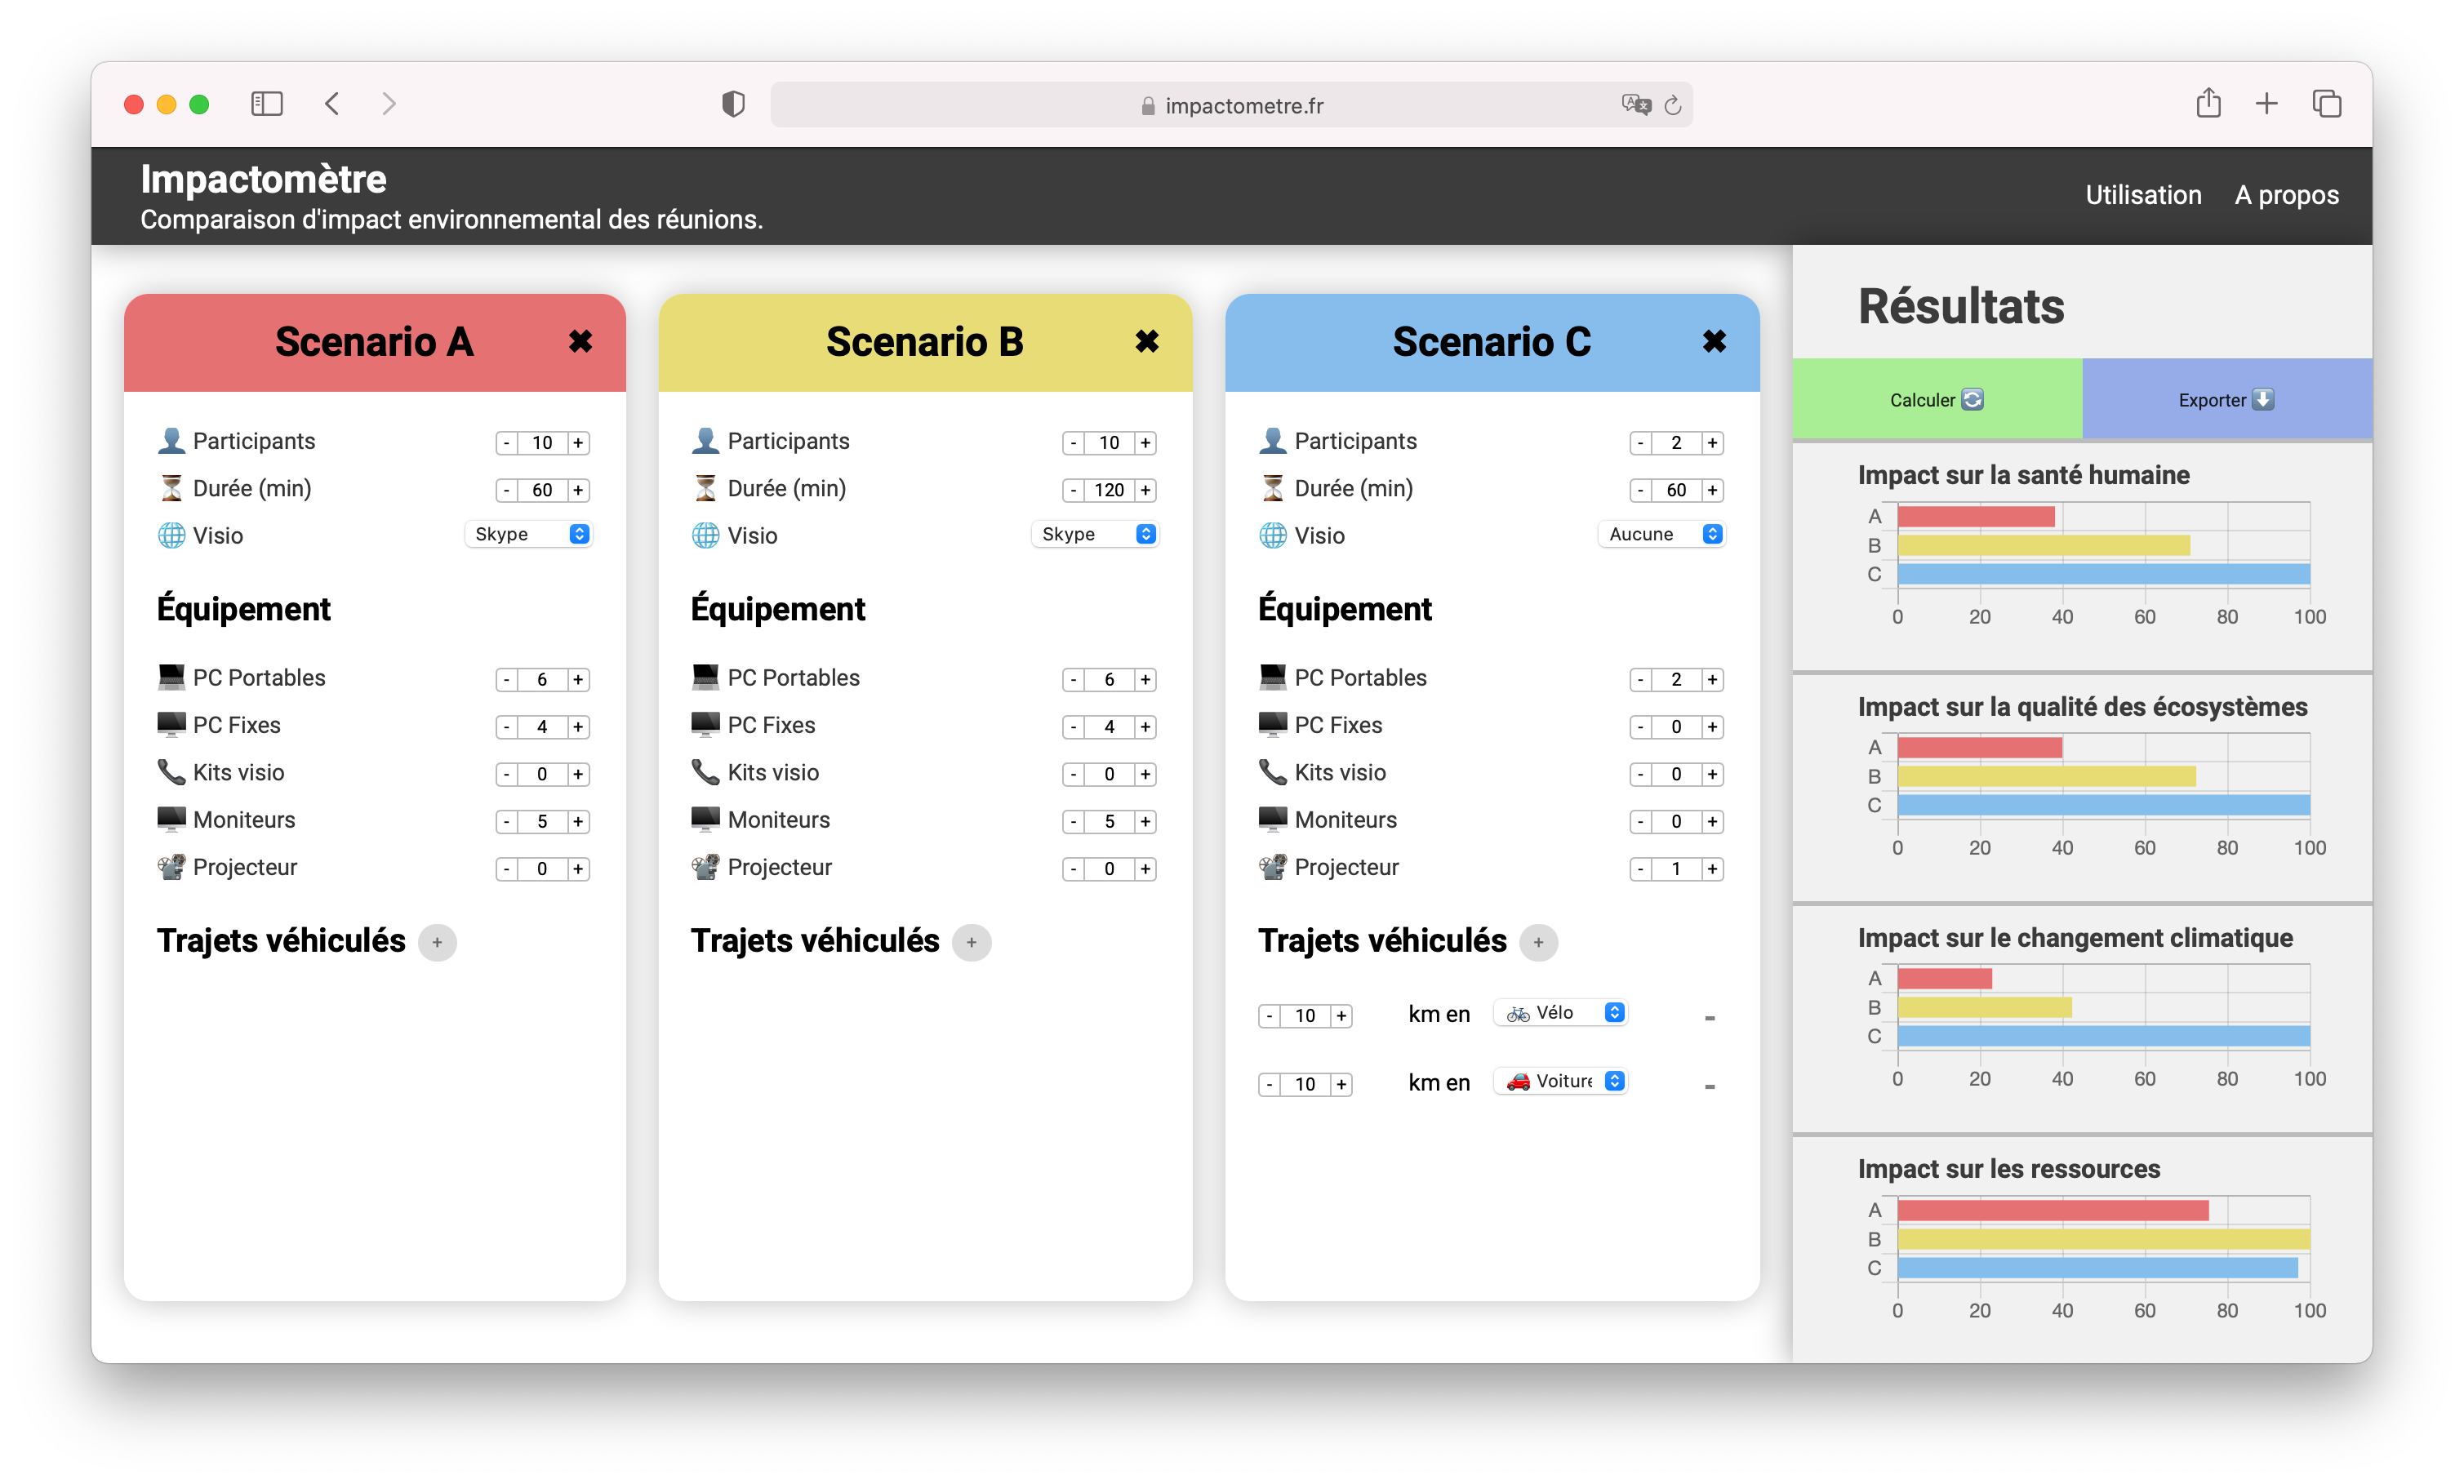 impactometre.fr
Impactomètre
Comparaison d'impact environnemental des réunions.
Utilisation A propos
Scenario A ✖
Participants - 10 +
Durée (min) - 60 +
Visio Skype
Équipement
PC Portables - 6 +
PC Fixes - 4 +
Kits visio - 0 +
Moniteurs - 5 +
Projecteur - 0 +
Trajets véhiculés +
Scenario B ✖
Participants - 10 +
Durée (min) - 120 +
Visio Skype
Équipement
PC Portables - 6 +
PC Fixes - 4 +
Kits visio - 0 +
Moniteurs - 5 +
Projecteur - 0 +
Trajets véhiculés +
Scenario C ✖
Participants - 2 +
Durée (min) - 60 +
Visio Aucune
Équipement
PC Portables - 2 +
PC Fixes - 0 +
Kits visio - 0 +
Moniteurs - 0 +
Projecteur - 1 +
Trajets véhiculés +
- 10 + km en Vélo -
- 10 + km en Voiture -
Résultats
Calculer Exporter
Impact sur la santé humaine
A
B
C
0 20 40 60 80 100
Impact sur la qualité des écosystèmes
A
B
C
0 20 40 60 80 100
Impact sur le changement climatique
A
B
C
0 20 40 60 80 100
Impact sur les ressources
A
B
C
0 20 40 60 80 100